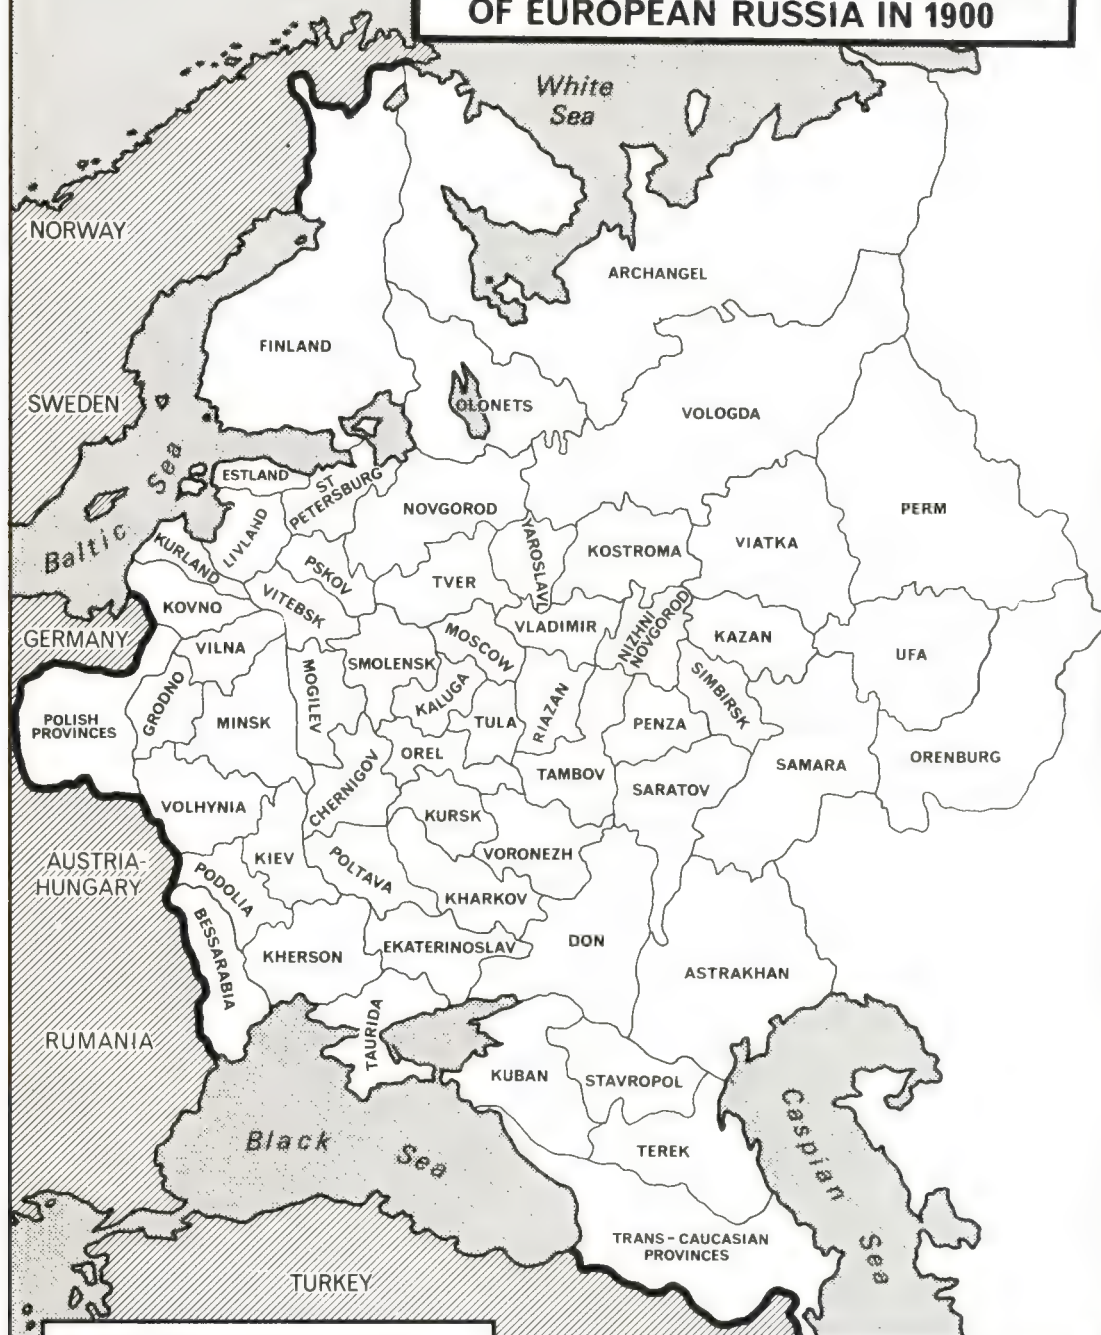 OF EUROPEAN RUSSIA IN 1900
White
Sea
NORWAY
ARCHANGEL
FINLAND
SWEDEN
OLONETS
VOLOGDA
Baltic Sea
ESTLAND
ST
PETERSBURG
NOVGOROD
PERM
LIVLAND
KURLAND
PSKOV
TVER
YAROSLAVL
KOSTROMA
VIATKA
KOVNO
VITEBSK
GERMANY
VILNA
SMOLENSK
MOSCOW
VLADIMIR
NIZHNI
NOVGOROD
KAZAN
UFA
POLISH
PROVINCES
GRODNO
MINSK
MOGILEV
KALUGA
TULA
RIAZAN
PENZA
SIMBIRSK
OREL
CHERNIGOV
TAMBOV
SARATOV
SAMARA
ORENBURG
VOLHYNIA
KURSK
VORONEZH
AUSTRIA-
HUNGARY
KIEV
PODOLIA
POLTAVA
KHARKOV
BESSARABIA
KHERSON
EKATERINOSLAV
DON
ASTRAKHAN
RUMANIA
TAURIDA
KUBAN
STAVROPOL
TEREK
Black Sea
Caspian Sea
TRANS-CAUCASIAN
PROVINCES
TURKEY